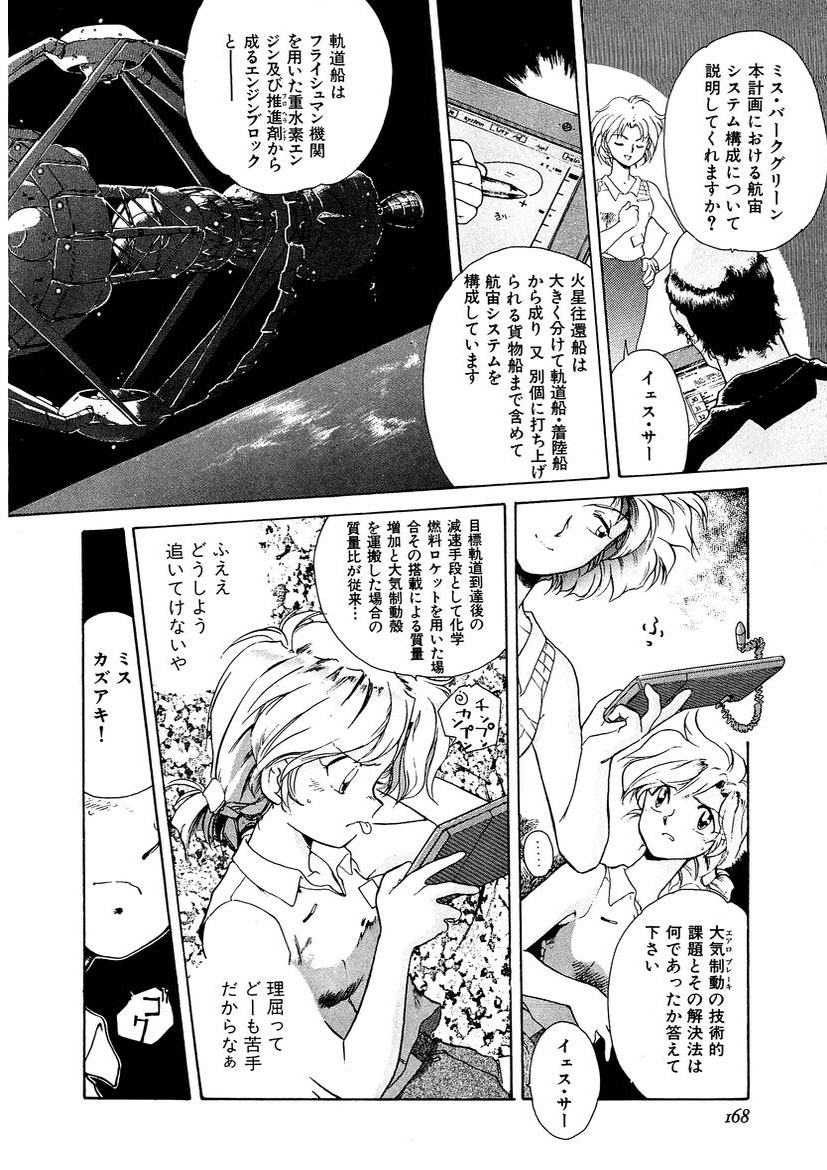 ミス・バークグリーン
本計画における航宙
システム構成について
説明してくれますか？
イェス・サー
system
help
火星往還船は
大きく分けて軌道船・着陸船
から成り 又 別個に打ち上げ
られる貨物船まで含めて
航宙システムを
構成しています
軌道船は
フライシュマン機関
を用いた重水素エン
ジン及び推進剤から
成るエンジンブロック
と――
ふっ
……
大気制動の技術的
エアロ ブレーキ
課題とその解決法は
何であったか答えて
下さい
イェス・サー
目標軌道到達後の
減速手段として化学
燃料ロケットを用いた場
合その搭載による質量
増加と大気制動殻
を運搬した場合の
質量比が従来…
チンプン
カンプン
ふええ
どうしよう
追いてけないや
理屈って
どーも苦手
だからなぁ
ミス
カズアキ！
ゴク
168